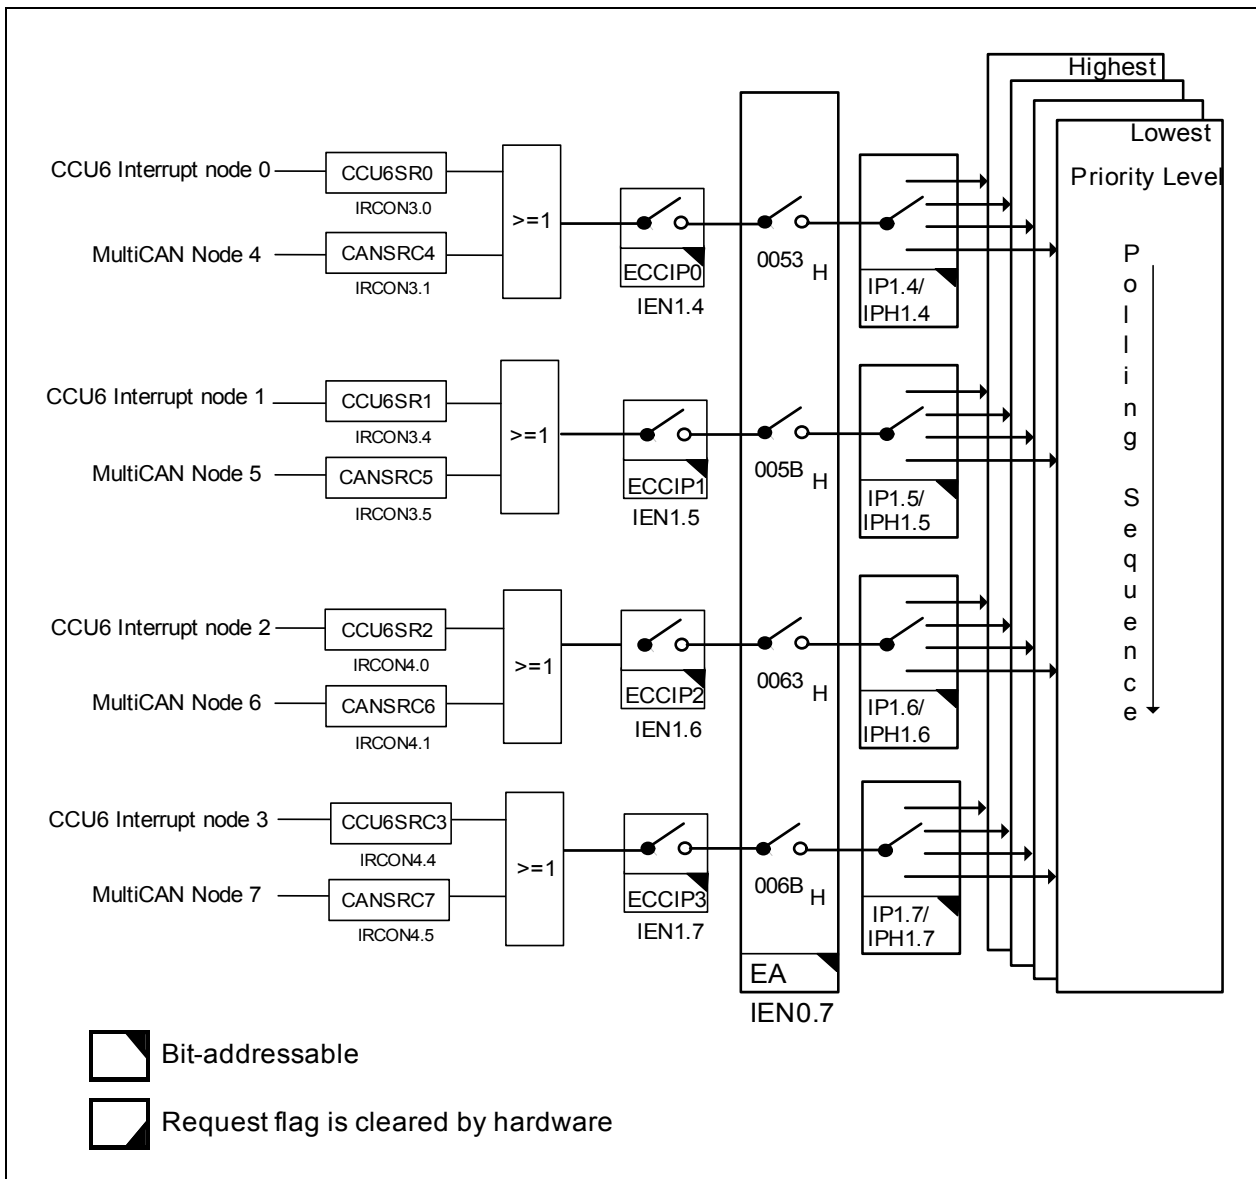 Highest
Lowest
Priority Level
CCU6 Interrupt node 0
CCU6SR0
IRCON3.0
MultiCAN Node 4
CANSRC4
IRCON3.1
>=1
ECCIP0
IEN1.4
0053 H
IP1.4/
IPH1.4
CCU6 Interrupt node 1
CCU6SR1
IRCON3.4
MultiCAN Node 5
CANSRC5
IRCON3.5
>=1
ECCIP1
IEN1.5
005B H
IP1.5/
IPH1.5
CCU6 Interrupt node 2
CCU6SR2
IRCON4.0
MultiCAN Node 6
CANSRC6
IRCON4.1
>=1
ECCIP2
IEN1.6
0063 H
IP1.6/
IPH1.6
CCU6 Interrupt node 3
CCU6SRC3
IRCON4.4
MultiCAN Node 7
CANSRC7
IRCON4.5
>=1
ECCIP3
IEN1.7
006B H
IP1.7/
IPH1.7
EA
IEN0.7
Polling Sequence
Bit-addressable
Request flag is cleared by hardware